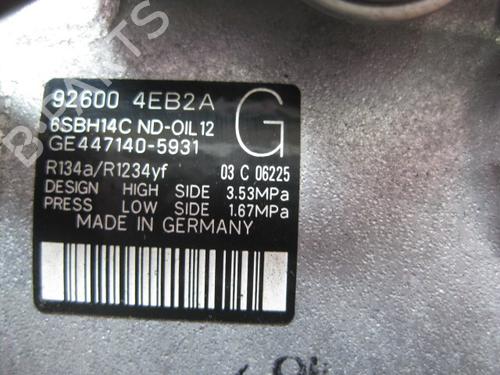 92600 4EB2A
6SBH14C ND-OIL12
GE447140-5931
G
R134a/R1234yf 03 C 06225
DESIGN HIGH SIDE 3.53MPa
PRESS LOW SIDE 1.67MPa
MADE IN GERMANY